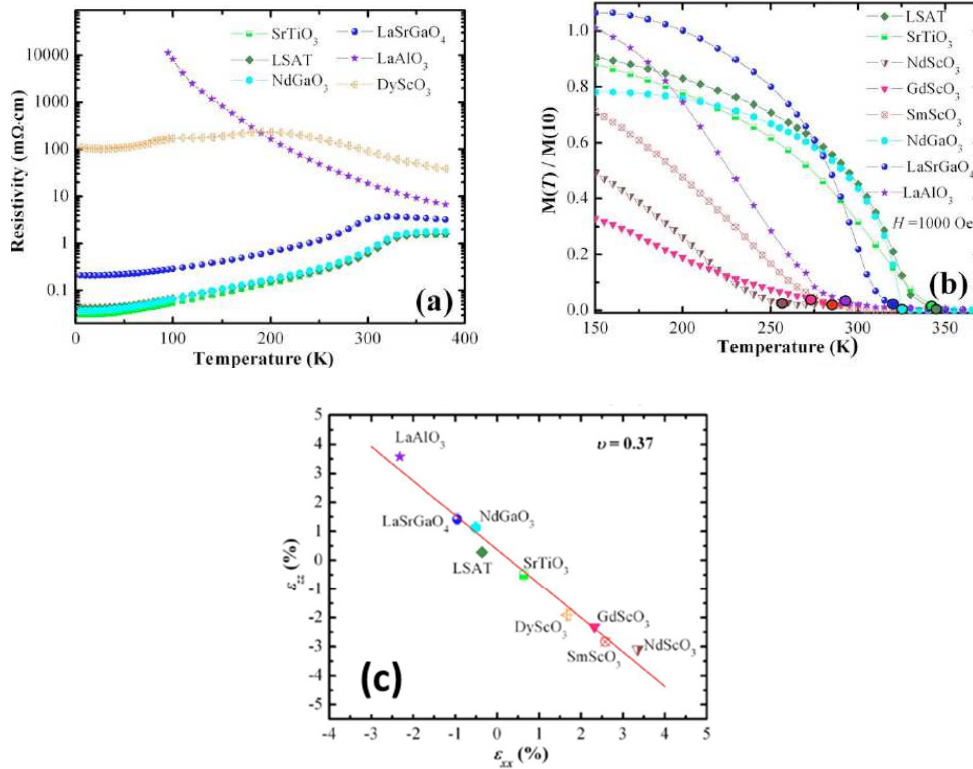 SrTiO3 LaSrGaO4
LSAT LaAlO3
NdGaO3 DyScO3
10000
1000
100
10
1
0.1
Resistivity (mΩ·cm)
(a)
0 100 200 300 400
Temperature (K)
LSAT
SrTiO3
NdScO3
GdScO3
SmScO3
NdGaO3
LaSrGaO4
LaAlO3
H =1000 Oe
1.0
0.8
0.6
0.4
0.2
0.0
M(T) / M(10)
(b)
150 200 250 300 350
Temperature (K)
5
4
3
2
1
0
-1
-2
-3
-4
-5
εzz (%)
υ = 0.37
LaAlO3
LaSrGaO4
NdGaO3
LSAT
SrTiO3
DyScO3
GdScO3
SmScO3
NdScO3
(c)
-4 -3 -2 -1 0 1 2 3 4 5
εxx (%)